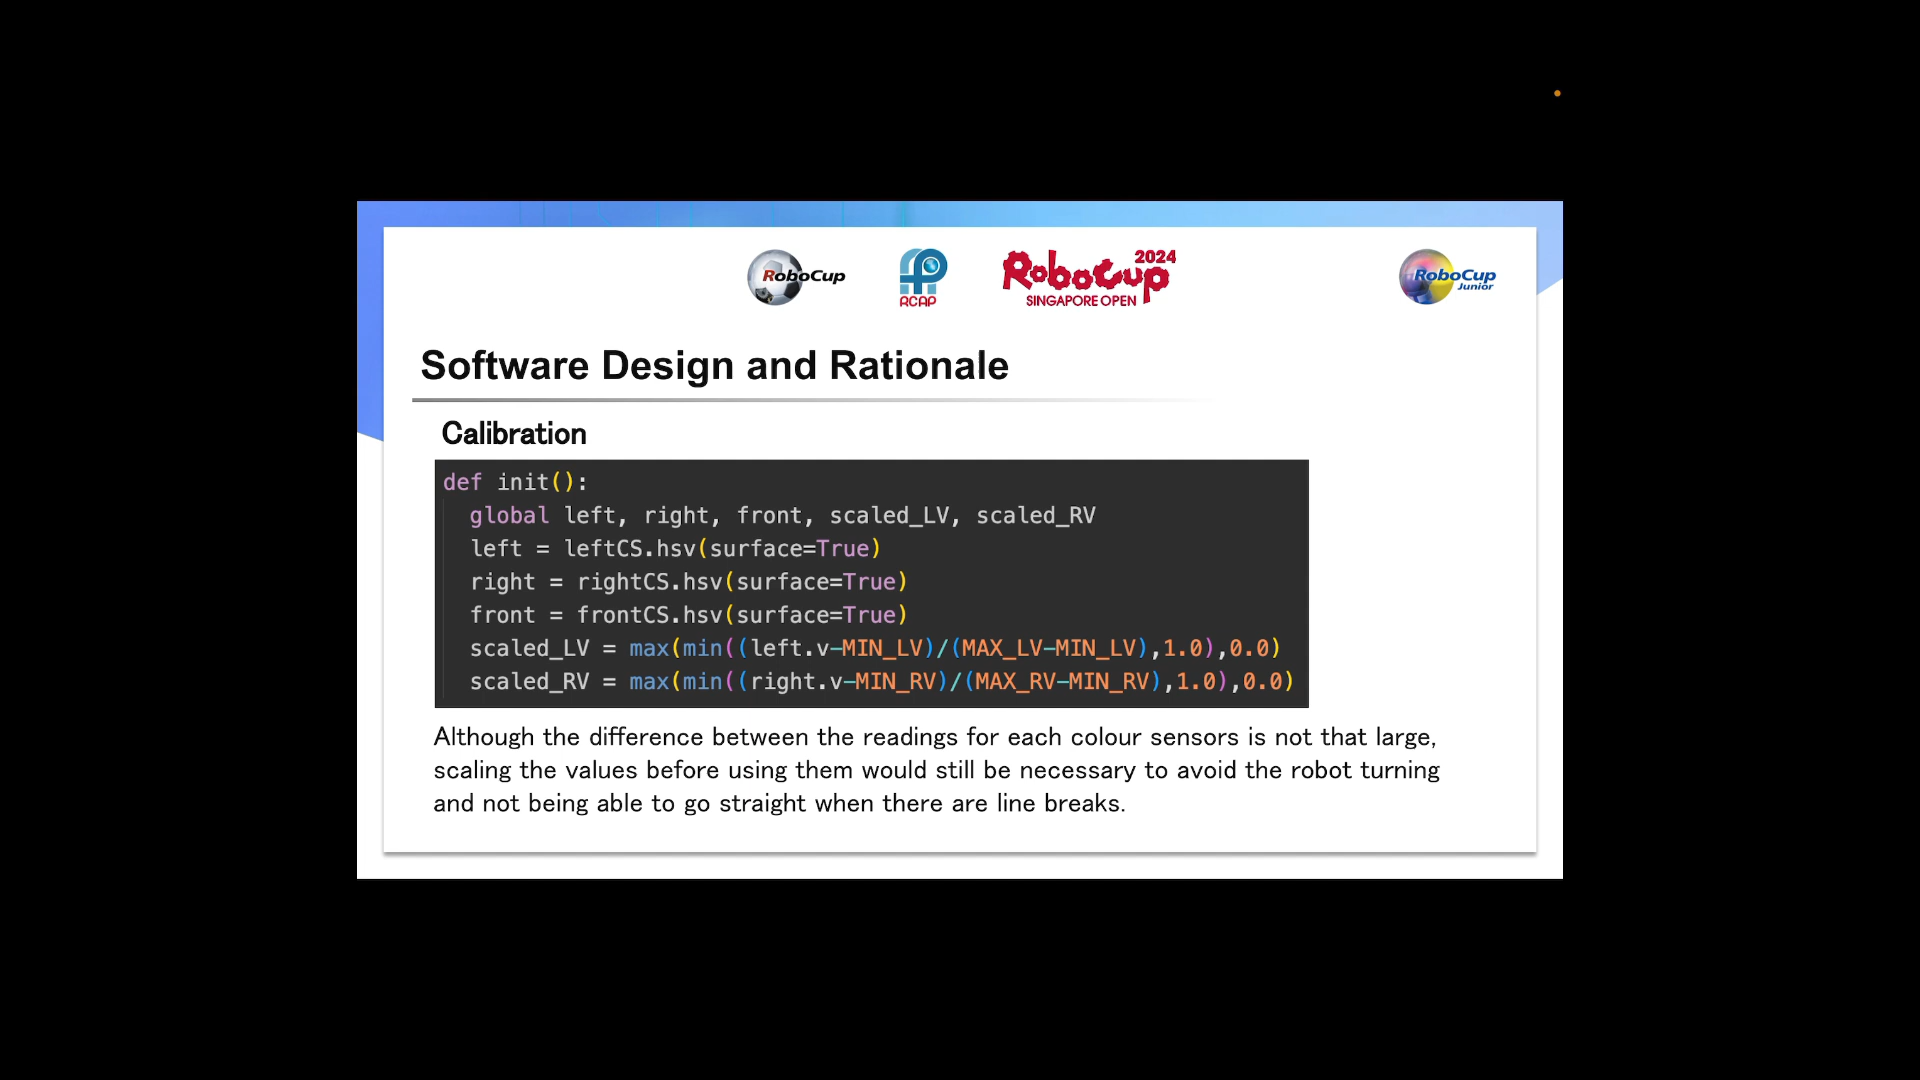 RoboCup
RCAP
RoboCup 2024
SINGAPORE OPEN
RoboCup
Junior
Software Design and Rationale
Calibration
def init():
  global left, right, front, scaled_LV, scaled_RV
  left = leftCS.hsv(surface=True)
  right = rightCS.hsv(surface=True)
  front = frontCS.hsv(surface=True)
  scaled_LV = max(min((left.v-MIN_LV)/(MAX_LV-MIN_LV),1.0),0.0)
  scaled_RV = max(min((right.v-MIN_RV)/(MAX_RV-MIN_RV),1.0),0.0)
Although the difference between the readings for each colour sensors is not that large,
scaling the values before using them would still be necessary to avoid the robot turning
and not being able to go straight when there are line breaks.